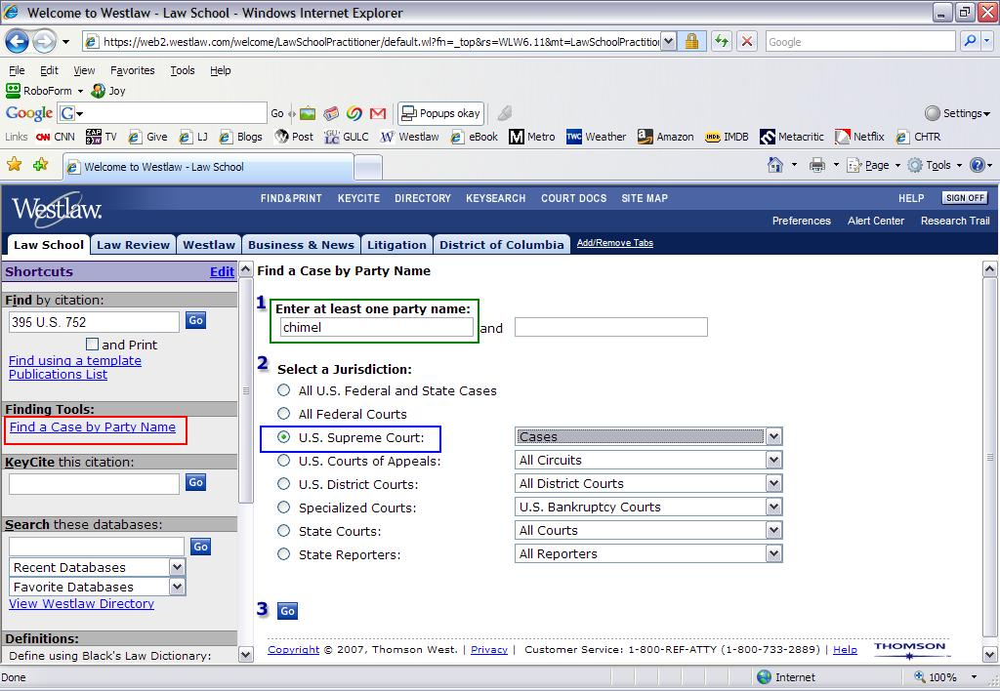 Welcome to Westlaw - Law School - Windows Internet Explorer
https://web2.westlaw.com/welcome/LawSchoolPractitioner/default.wl?fn=_top&rs=WLW6.11&mt=LawSchoolPractitior
Google
File Edit View Favorites Tools Help
RoboForm Joy
Google G Go Popups okay Settings
Links CNN CNN ZAP 2IT TV Give LJ Blogs Post GULC GULC W Westlaw eBook M Metro TWC Weather a Amazon IMDb IMDB Metacritic Netflix CHTR
Welcome to Westlaw - Law School Page Tools
Westlaw. FIND&PRINT KEYCITE DIRECTORY KEYSEARCH COURT DOCS SITE MAP HELP SIGN OFF
Preferences Alert Center Research Trail
Law School Law Review Westlaw Business & News Litigation District of Columbia Add/Remove Tabs
Shortcuts Edit
Find by citation:
395 U.S. 752 Go
and Print
Find using a template
Publications List
Finding Tools:
Find a Case by Party Name
KeyCite this citation:
Go
Search these databases:
Go
Recent Databases
Favorite Databases
View Westlaw Directory
Definitions:
Define using Black's Law Dictionary:
Find a Case by Party Name
1 Enter at least one party name:
chimel and
2 Select a Jurisdiction:
All U.S. Federal and State Cases
All Federal Courts
U.S. Supreme Court: Cases
U.S. Courts of Appeals: All Circuits
U.S. District Courts: All District Courts
Specialized Courts: U.S. Bankruptcy Courts
State Courts: All Courts
State Reporters: All Reporters
3 Go
Copyright © 2007, Thomson West. | Privacy | Customer Service: 1-800-REF-ATTY (1-800-733-2889) | Help THOMSON
Done Internet 100%